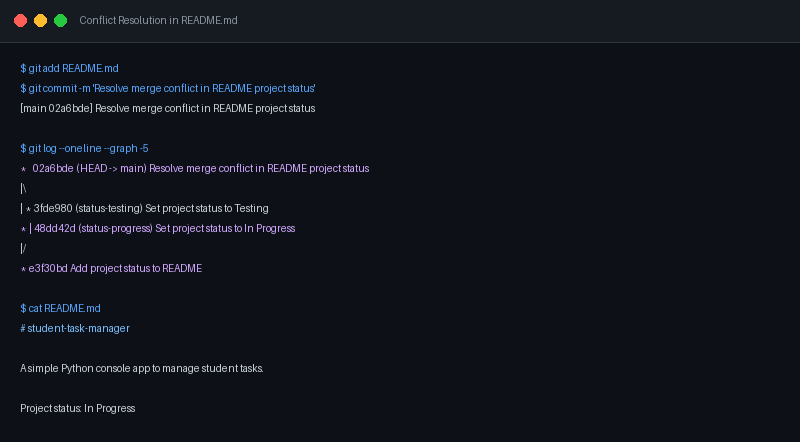 Conflict Resolution in README.md
$ git add README.md
$ git commit -m 'Resolve merge conflict in README project status'
[main 02a6bde] Resolve merge conflict in README project status
$ git log --oneline --graph -5
*   02a6bde (HEAD -> main) Resolve merge conflict in README project status
|\
| * 3fde980 (status-testing) Set project status to Testing
* | 48dd42d (status-progress) Set project status to In Progress
|/
* e3f30bd Add project status to README
$ cat README.md
# student-task-manager
A simple Python console app to manage student tasks.
Project status: In Progress